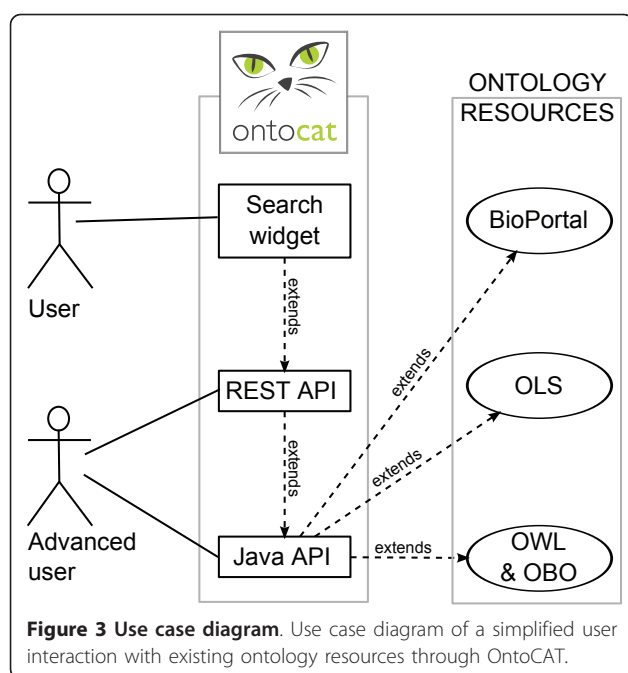 ontocat
ONTOLOGY
RESOURCES
User
Search
widget
BioPortal
extends
extends
REST API
OLS
extends
extends
Advanced
user
Java API
extends
OWL
& OBO
Figure 3 Use case diagram. Use case diagram of a simplified user
interaction with existing ontology resources through OntoCAT.